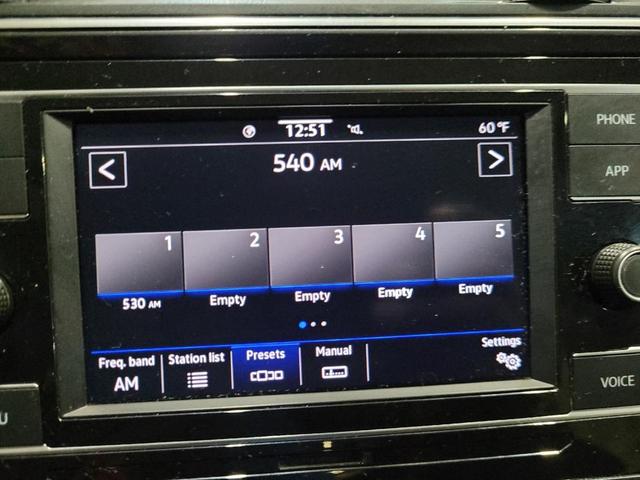 12:51
60°F
PHONE
540 AM
APP
1 2 3 4 5
530 AM Empty Empty Empty Empty
Freq. band Station list Presets Manual Settings
AM
VOICE
U